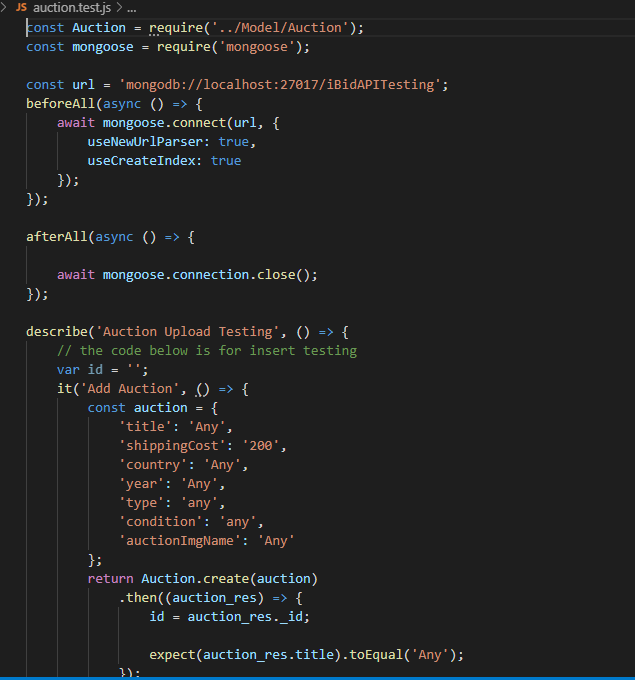 JS auction.test.js > ...
const Auction = require('../Model/Auction');
const mongoose = require('mongoose');
const url = 'mongodb://localhost:27017/iBidAPITesting';
beforeAll(async () => {
    await mongoose.connect(url, {
        useNewUrlParser: true,
        useCreateIndex: true
    });
});
afterAll(async () => {
    await mongoose.connection.close();
});
describe('Auction Upload Testing', () => {
    // the code below is for insert testing
    var id = '';
    it('Add Auction', () => {
        const auction = {
            'title': 'Any',
            'shippingCost': '200',
            'country': 'Any',
            'year': 'Any',
            'type': 'any',
            'condition': 'any',
            'auctionImgName': 'Any'
        };
        return Auction.create(auction)
            .then((auction_res) => {
                id = auction_res._id;
                expect(auction_res.title).toEqual('Any');
            });